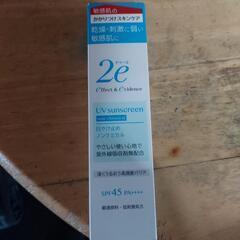 敏感肌の
かかりつけスキンケア
乾燥・刺激に弱い
敏感肌に
ドゥーエ
2e
effect & evidence
UV sunscreen
日やけ止め
ノンケミカル
やさしい使い心地で
紫外線吸収剤無配合
SPF45 PA+++